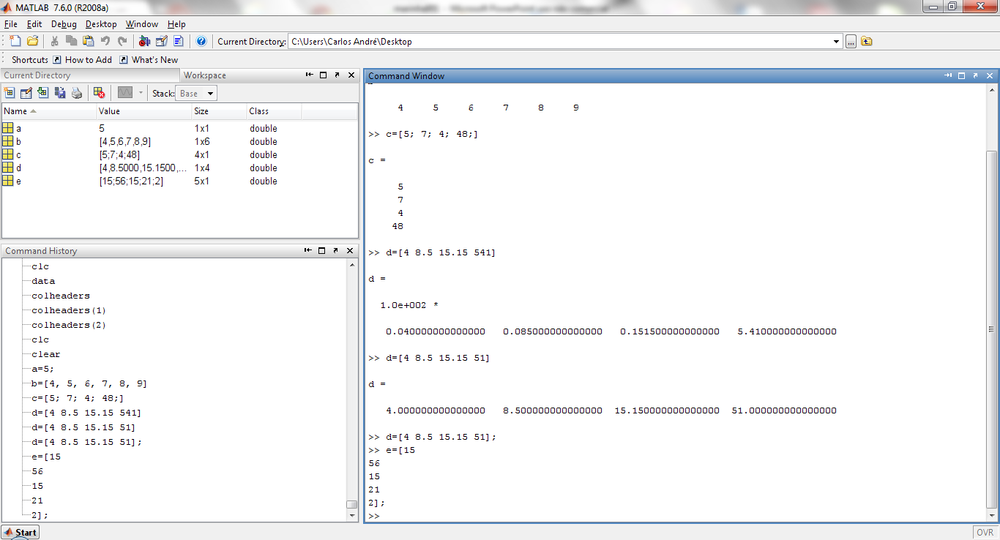 MATLAB 7.6.0 (R2008a)
File Edit Debug Desktop Window Help
Current Directory: C:\Users\Carlos André\Desktop
Shortcuts How to Add What's New
Current Directory Workspace
Stack: Base
Name Value Size Class
a 5 1x1 double
b [4,5,6,7,8,9] 1x6 double
c [5;7;4;48] 4x1 double
d [4,8.5000,15.1500,... 1x4 double
e [15;56;15;21;2] 5x1 double
Command History
clc
data
colheaders
colheaders(1)
colheaders(2)
clc
clear
a=5;
b=[4, 5, 6, 7, 8, 9]
c=[5; 7; 4; 48;]
d=[4 8.5 15.15 541]
d=[4 8.5 15.15 51]
d=[4 8.5 15.15 51];
e=[15
56
15
21
2];
Command Window
4 5 6 7 8 9
>> c=[5; 7; 4; 48;]
c =
5
7
4
48
>> d=[4 8.5 15.15 541]
d =
1.0e+002 *
0.04000000000000 0.08500000000000 0.15150000000000 5.41000000000000
>> d=[4 8.5 15.15 51]
d =
4.00000000000000 8.50000000000000 15.15000000000000 51.00000000000000
>> d=[4 8.5 15.15 51];
>> e=[15
56
15
21
2];
>>
Start
OVR